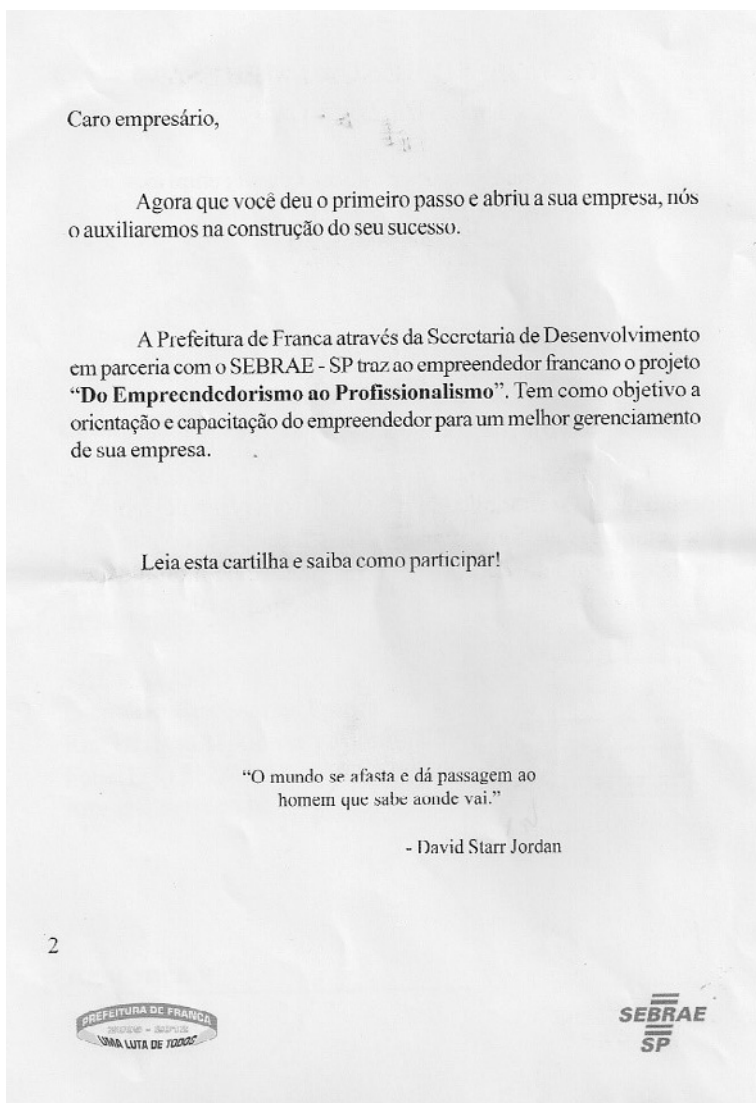 Caro empresário,
Agora que você deu o primeiro passo e abriu a sua empresa, nós
o auxiliaremos na construção do seu sucesso.
A Prefeitura de Franca através da Secretaria de Desenvolvimento
em parceria com o SEBRAE - SP traz ao empreendedor francano o projeto
“Do Empreendedorismo ao Profissionalismo”. Tem como objetivo a
orientação e capacitação do empreendedor para um melhor gerenciamento
de sua empresa.
Leia esta cartilha e saiba como participar!
“O mundo se afasta e dá passagem ao
homem que sabe aonde vai.”
- David Starr Jordan
2
PREFEITURA DE FRANCA
UMA LUTA DE TODOS
SEBRAE
SP